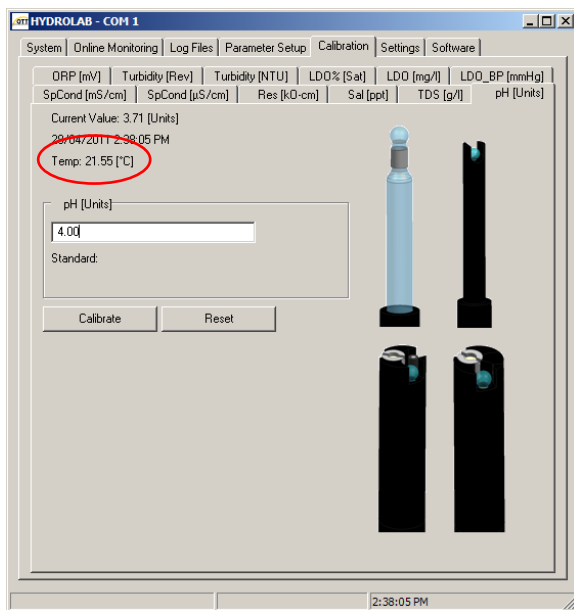 OTT HYDROLAB - COM 1
System Online Monitoring Log Files Parameter Setup Calibration Settings Software
ORP [mV] Turbidity [Rev] Turbidity [NTU] LDO% [Sat] LDO [mg/l] LDO_BP [mmHg]
SpCond [mS/cm] SpCond [µS/cm] Res [kO-cm] Sal [ppt] TDS [g/l] pH [Units]
Current Value: 3.71 [Units]
29/04/2011 2:38:05 PM
Temp: 21.55 [°C]
pH [Units]
4.00
Standard:
Calibrate Reset
2:38:05 PM